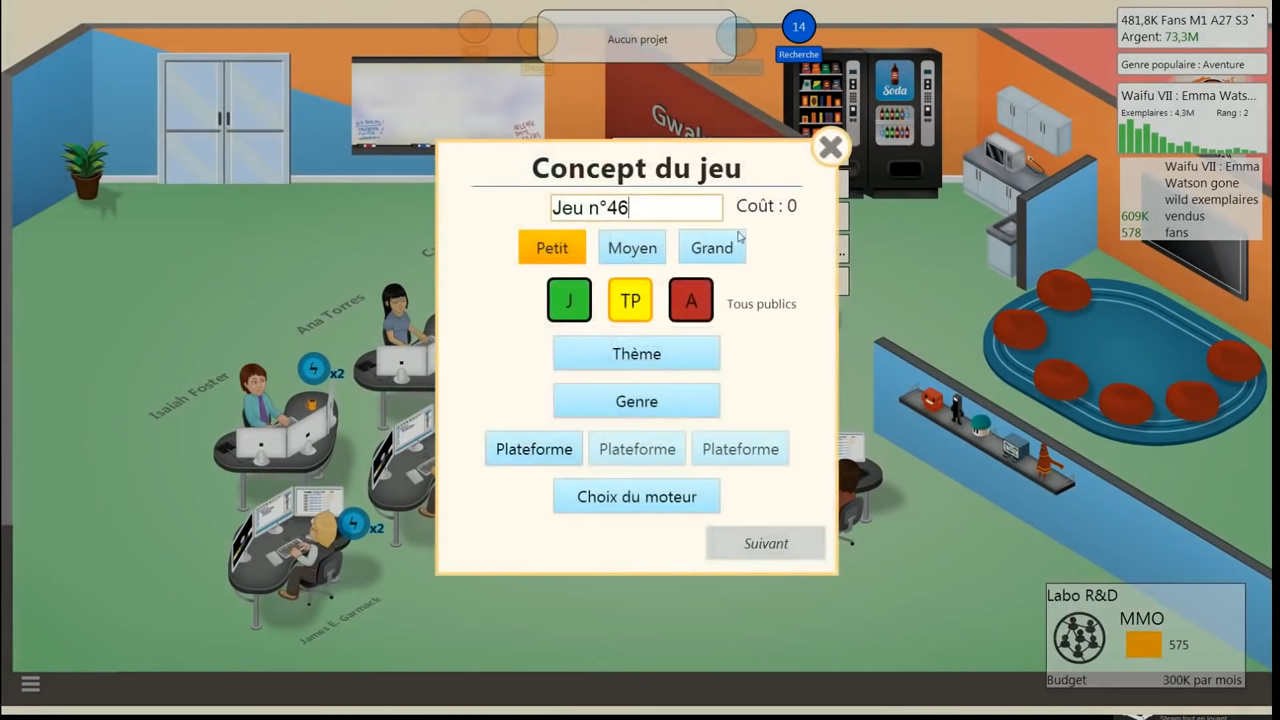 Aucun projet
14
Recherche
481,8K Fans M1 A27 S3
Argent: 73,3M
Genre populaire : Aventure
Waifu VII : Emma Wats...
Exemplaires : 4,3M Rang : 2
Waifu VII : Emma
Watson gone
wild exemplaires
609K vendus
578 fans
Soda
Gwal
Concept du jeu
Jeu n°46
Coût : 0
Petit
Moyen
Grand
J
TP
A
Tous publics
Thème
Genre
Plateforme
Plateforme
Plateforme
Choix du moteur
Suivant
Ana Torres
Isaiah Foster
x2
x2
James E. Garmack
Labo R&D
MMO
575
Budget 300K par mois